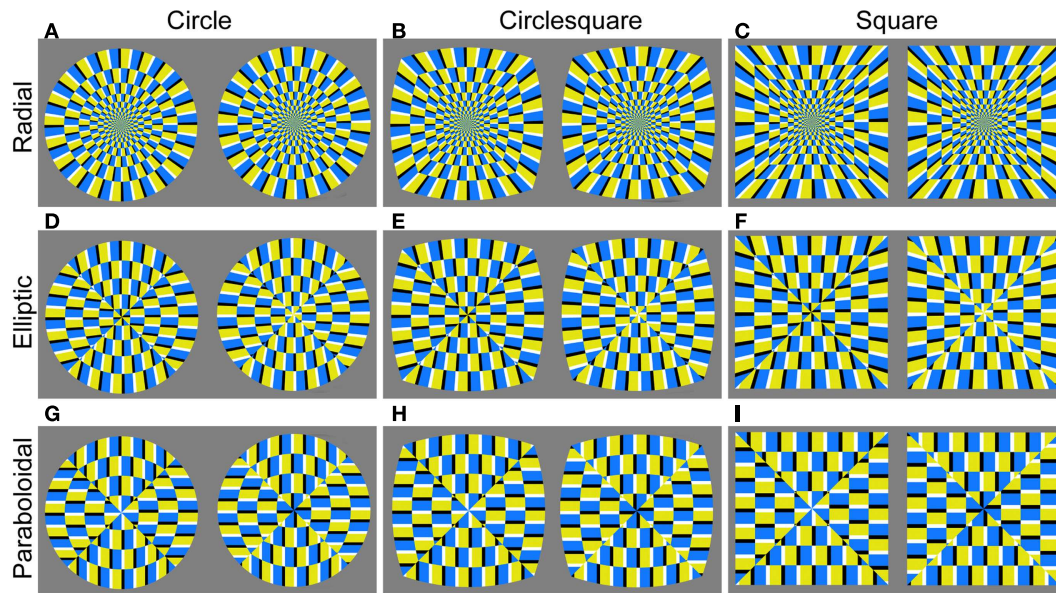 Circle Circlesquare Square
A B C
Radial
D E F
Elliptic
G H I
Paraboloidal